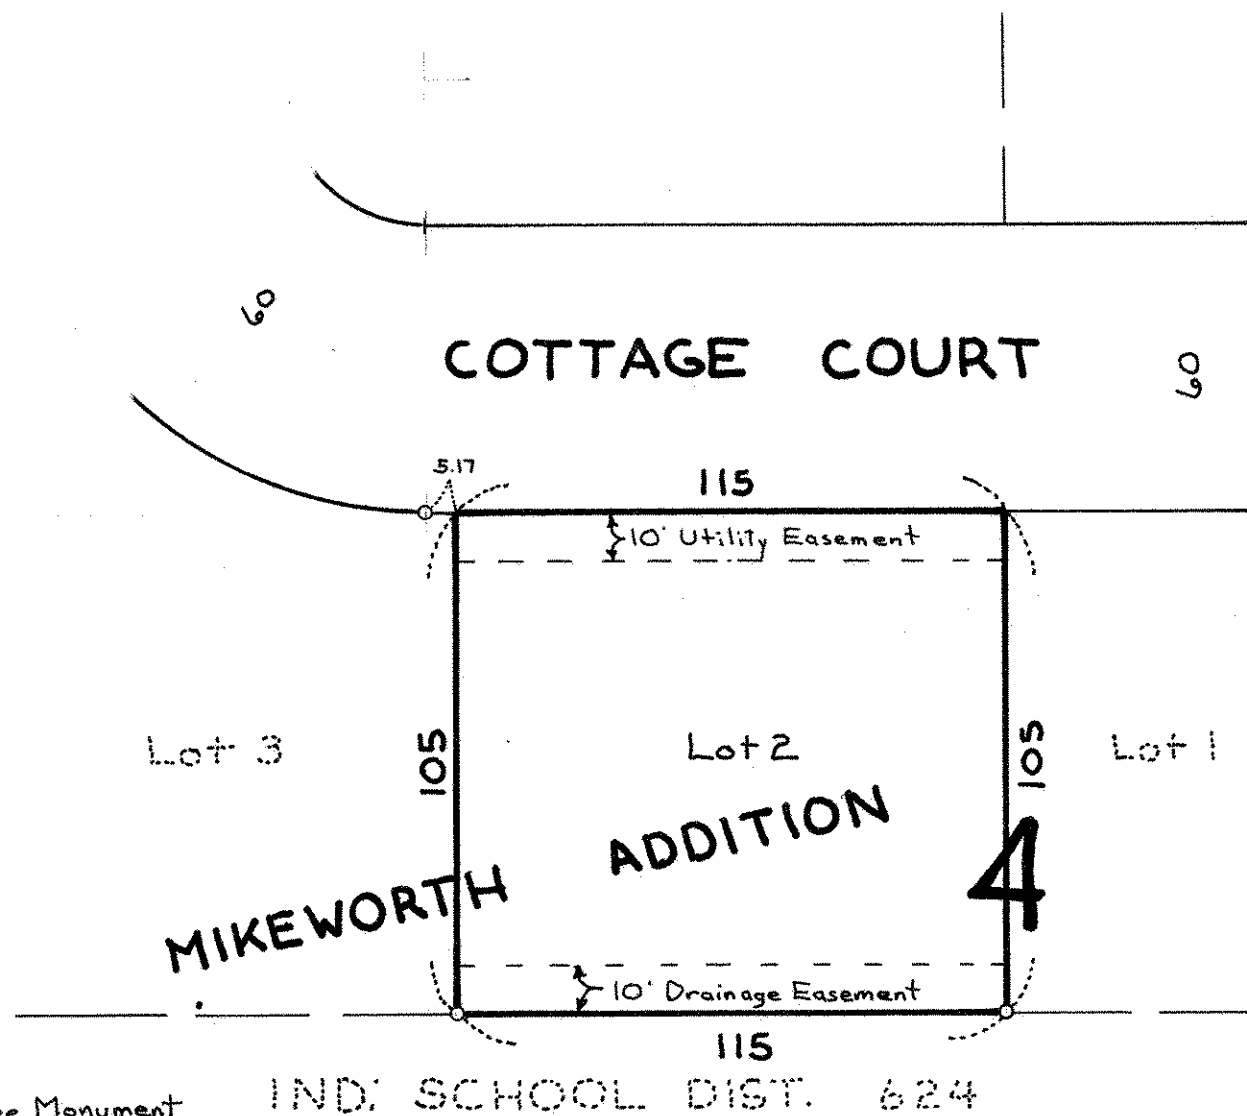 60
COTTAGE COURT
60
5.17
115
10' Utility Easement
Lot 3
105
Lot 2
105
Lot 1
MIKEWORTH ADDITION
4
10' Drainage Easement
115
IND. SCHOOL DIST. 624
Monument